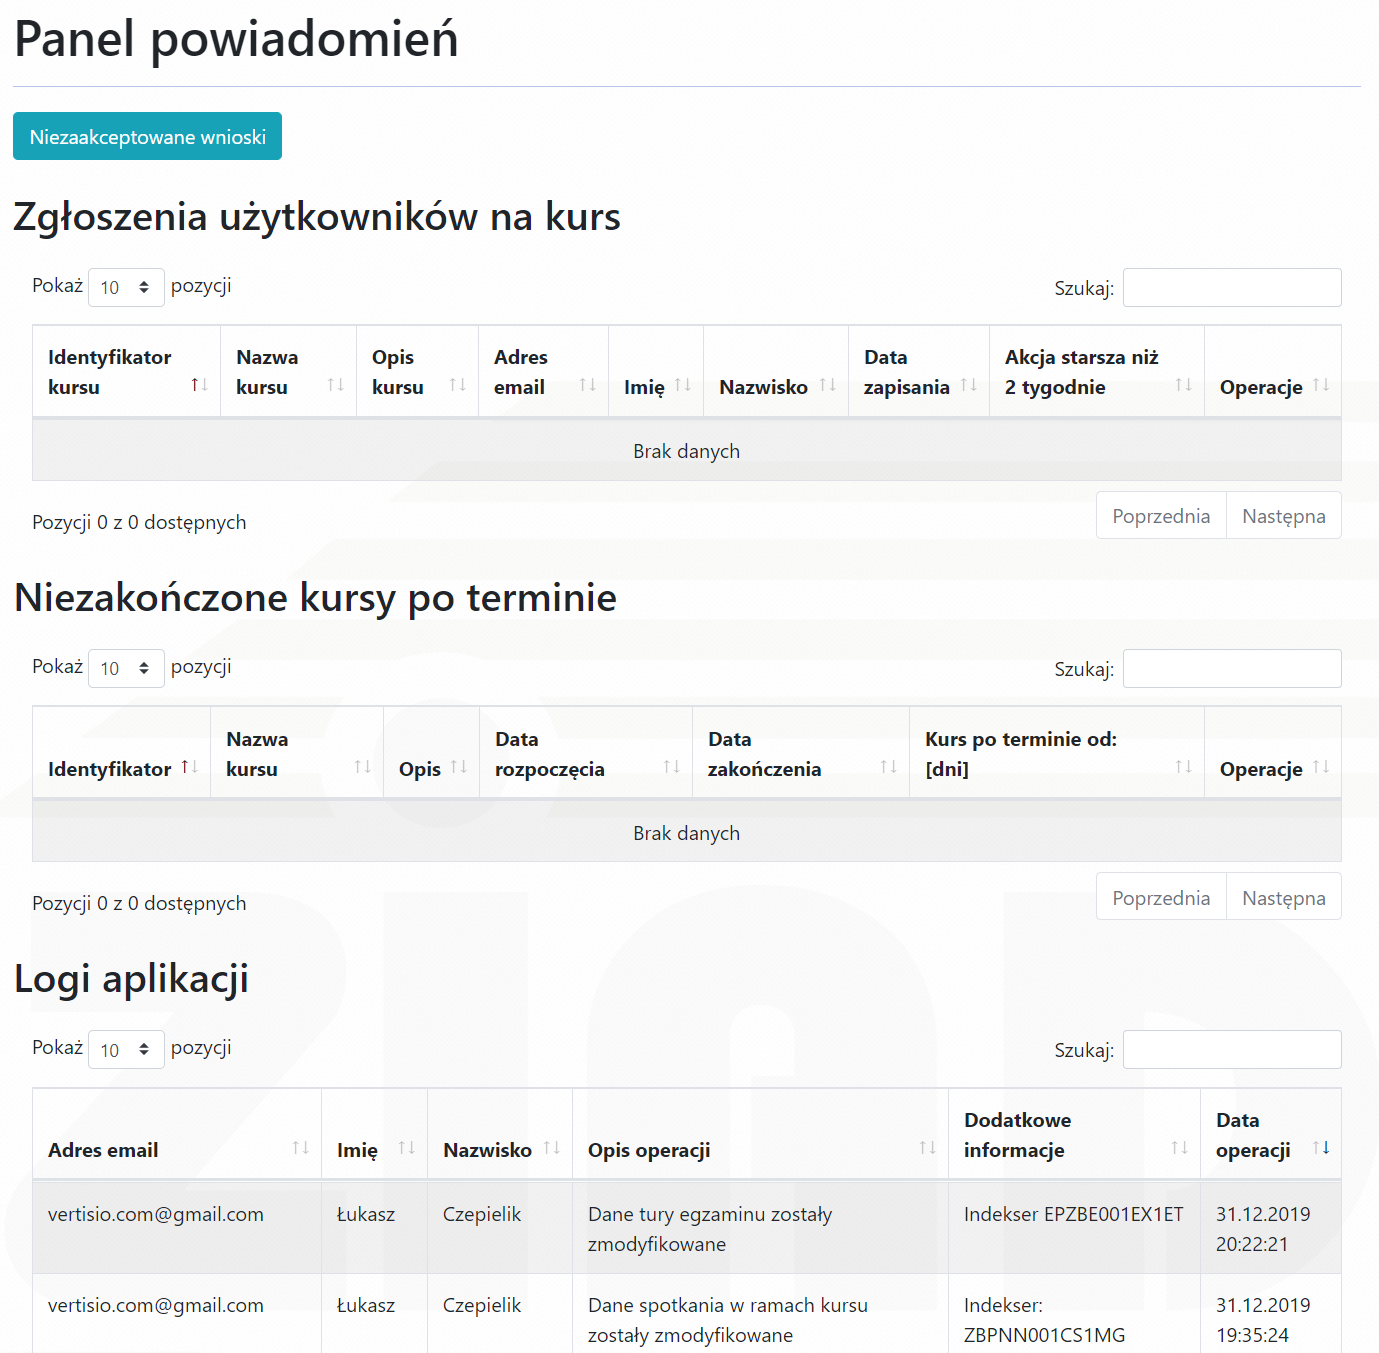 Panel powiadomień
Niezaakceptowane wnioski
Zgłoszenia użytkowników na kurs
Pokaż 10 pozycji Szukaj:
Identyfikator kursu Nazwa kursu Opis kursu Adres email Imię Nazwisko Data zapisania Akcja starsza niż 2 tygodnie Operacje
Brak danych
Pozycji 0 z 0 dostępnych Poprzednia Następna
Niezakończone kursy po terminie
Pokaż 10 pozycji Szukaj:
Identyfikator Nazwa kursu Opis Data rozpoczęcia Data zakończenia Kurs po terminie od: [dni] Operacje
Brak danych
Pozycji 0 z 0 dostępnych Poprzednia Następna
Logi aplikacji
Pokaż 10 pozycji Szukaj:
Adres email Imię Nazwisko Opis operacji Dodatkowe informacje Data operacji
vertisio.com@gmail.com Łukasz Czepielik Dane tury egzaminu zostały zmodyfikowane Indekser EPZBE001EX1ET 31.12.2019 20:22:21
vertisio.com@gmail.com Łukasz Czepielik Dane spotkania w ramach kursu zostały zmodyfikowane Indekser: ZBPNN001CS1MG 31.12.2019 19:35:24